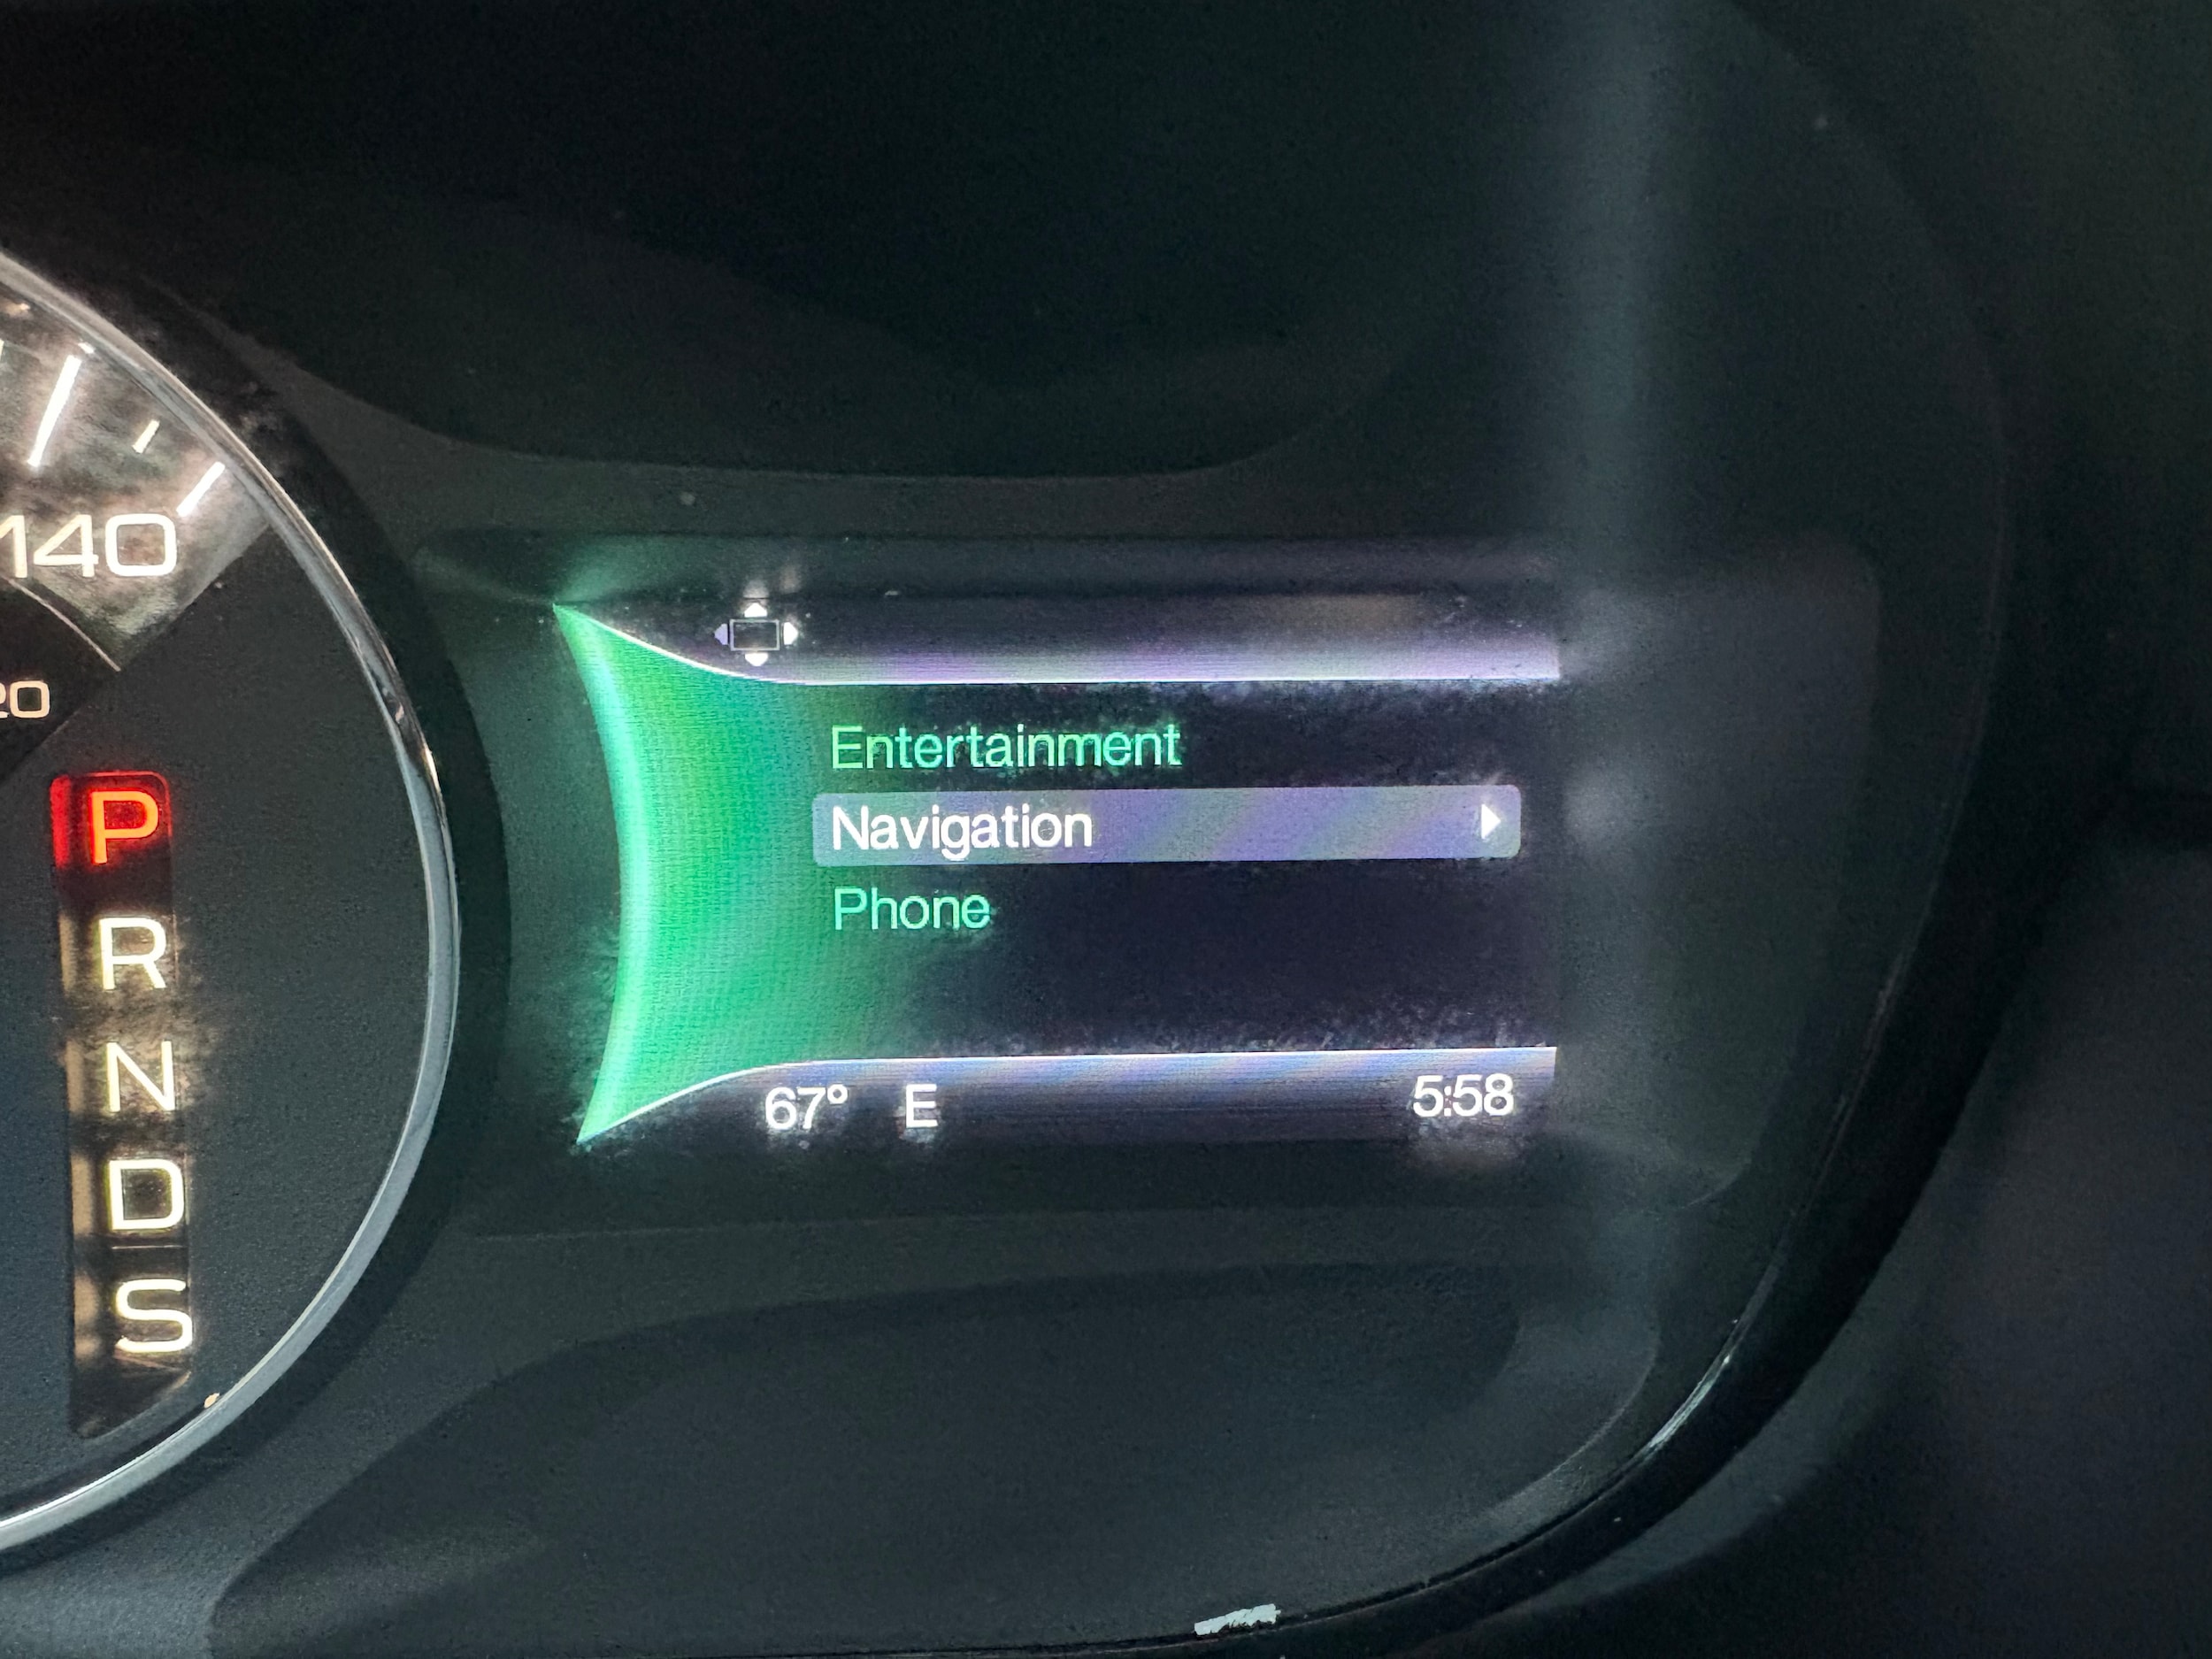 140
20
P
R
N
D
S
Entertainment
Navigation
Phone
67° E 5:58